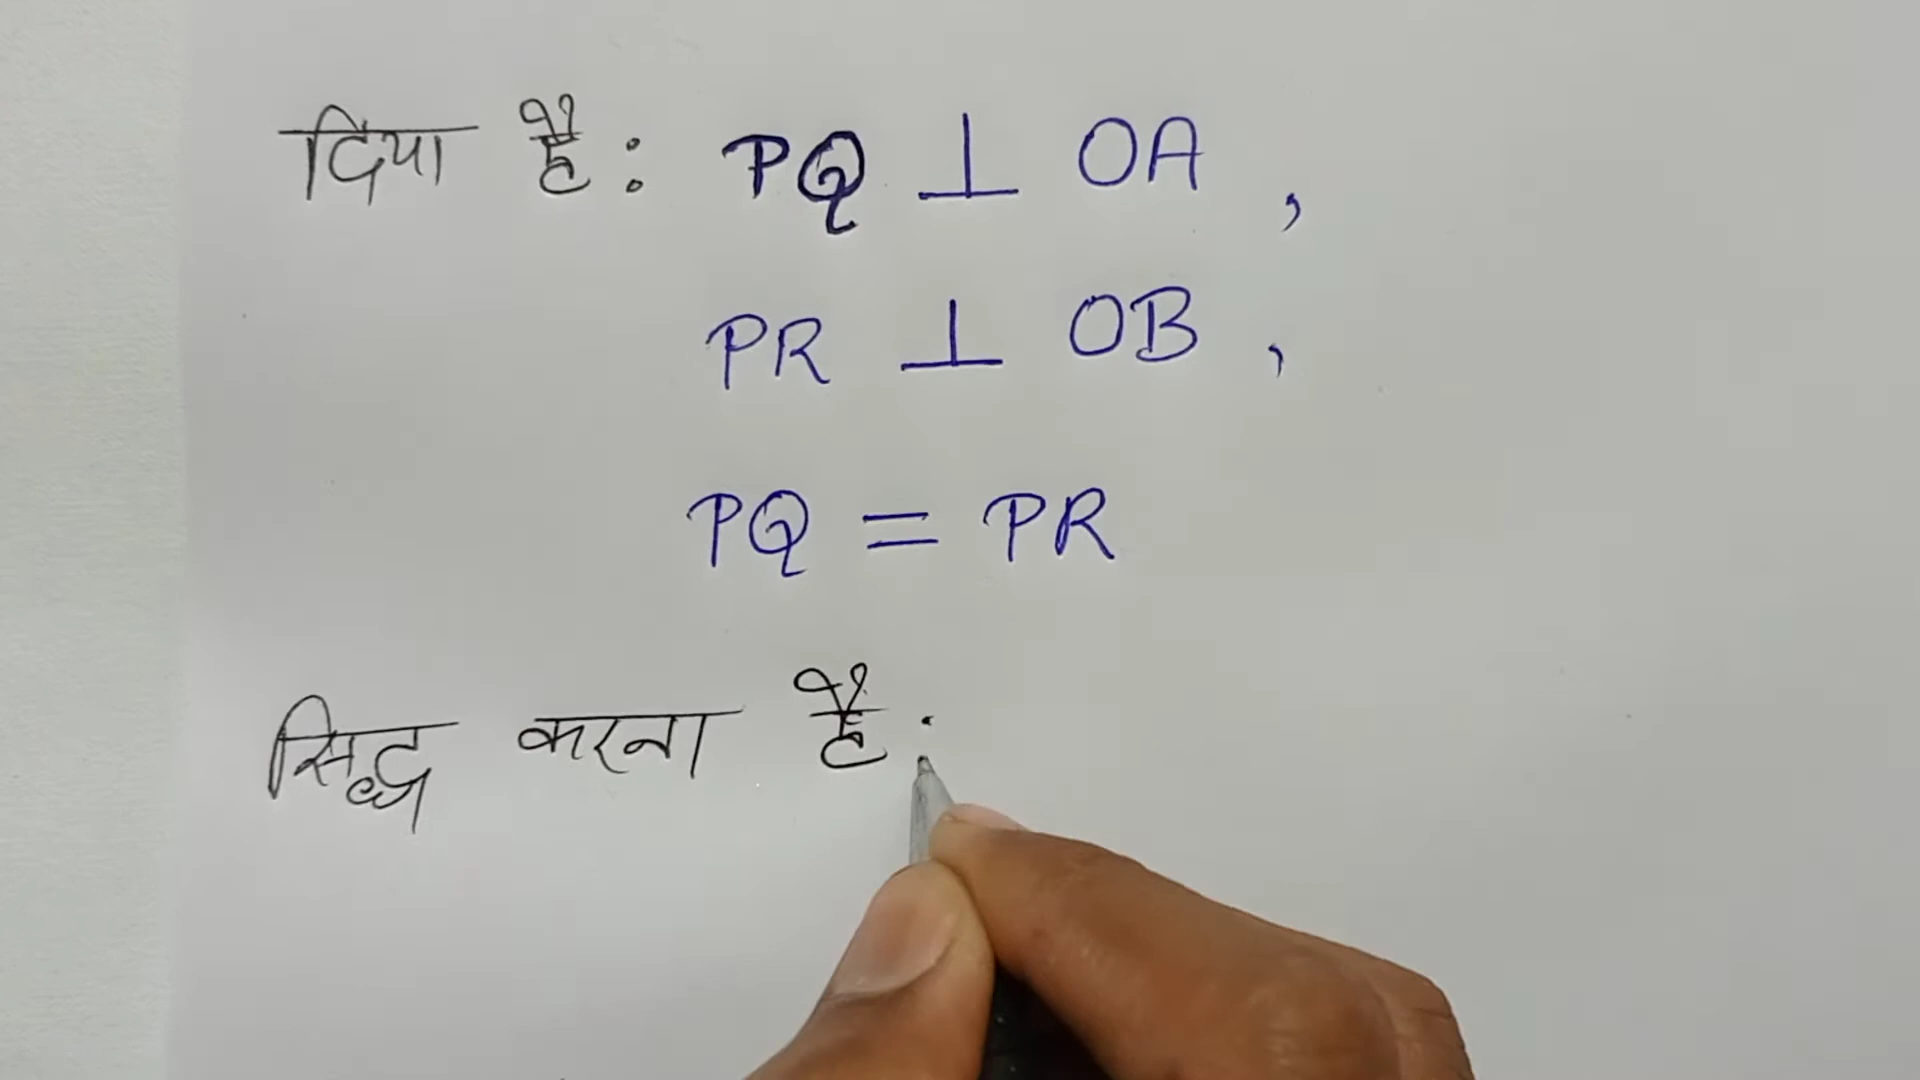 दिया है: PQ ⊥ OA ,
PR ⊥ OB ,
PQ = PR
सिद्ध करना है: